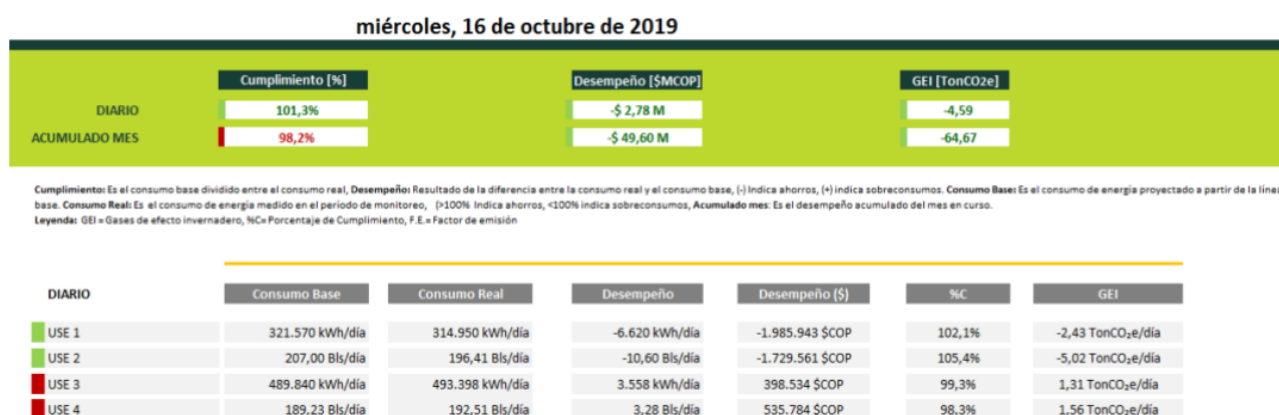 miércoles, 16 de octubre de 2019
Cumplimiento [%] Desempeño [$MCOP] GEI [TonCO2e]
DIARIO 101,3% -$ 2,78 M -4,59
ACUMULADO MES 98,2% -$ 49,60 M -64,67
Cumplimiento: Es el consumo base dividido entre el consumo real, Desempeño: Resultado de la diferencia entre la consumo real y el consumo base, (-) Indica ahorros, (+) indica sobreconsumos. Consumo Base: Es el consumo de energía proyectado a partir de la línea
base. Consumo Real: Es el consumo de energía medido en el periodo de monitoreo, (>100% Indica ahorros, <100% indica sobreconsumos, Acumulado mes: Es el desempeño acumulado del mes en curso.
Leyenda: GEI = Gases de efecto invernadero, %C= Porcentaje de Cumplimiento, F.E.= Factor de emisión
DIARIO Consumo Base Consumo Real Desempeño Desempeño ($) %C GEI
USE 1 321.570 kWh/día 314.950 kWh/día -6.620 kWh/día -1.985.943 $COP 102,1% -2,43 TonCO₂e/día
USE 2 207,00 Bls/día 196,41 Bls/día -10,60 Bls/día -1.729.561 $COP 105,4% -5,02 TonCO₂e/día
USE 3 489.840 kWh/día 493.398 kWh/día 3.558 kWh/día 398.534 $COP 99,3% 1,31 TonCO₂e/día
USE 4 189,23 Bls/día 192,51 Bls/día 3,28 Bls/día 535.784 $COP 98,3% 1,56 TonCO₂e/día